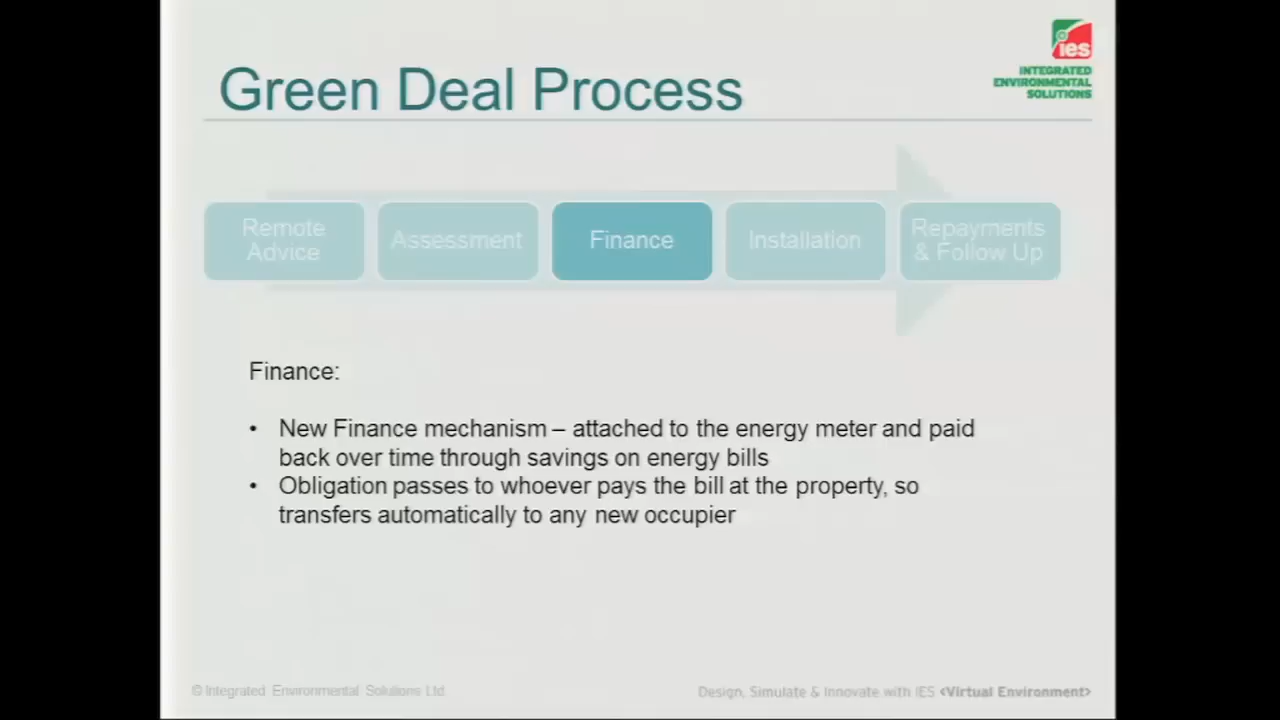 ies
INTEGRATED
ENVIRONMENTAL
SOLUTIONS
Green Deal Process
Remote
Advice
Assessment
Finance
Installation
Repayments
& Follow Up
Finance:
• New Finance mechanism – attached to the energy meter and paid
back over time through savings on energy bills
• Obligation passes to whoever pays the bill at the property, so
transfers automatically to any new occupier
© Integrated Environmental Solutions Ltd
Design, Simulate & Innovate with IES <Virtual Environment>